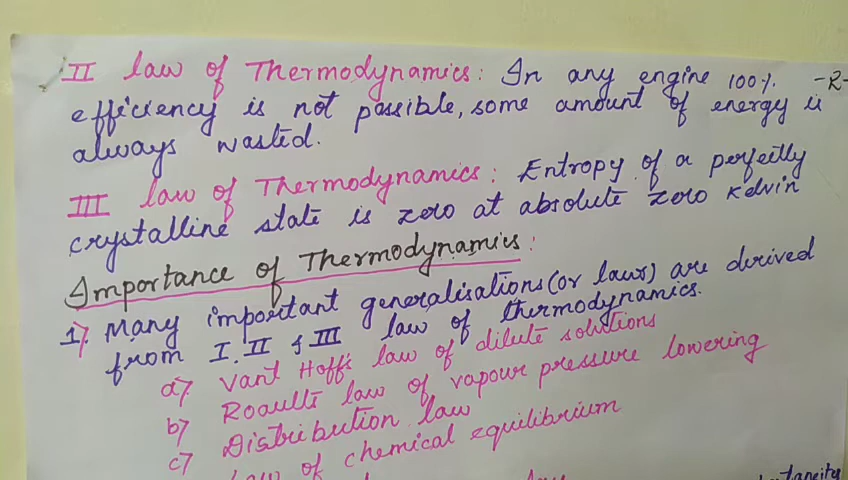 II law of Thermodynamics: In any engine 100% -2-
efficiency is not possible, some amount of energy is
always wasted.
III law of Thermodynamics: Entropy of a perfectly
crystalline state is zero at absolute zero Kelvin
Importance of Thermodynamics:
1) Many important generalisations (or laws) are derived
from I, II & III law of thermodynamics.
a) Vant Hoff's law of dilute solutions
b) Roault's law of vapour pressure lowering
c) Distribution law
law of chemical equilibrium